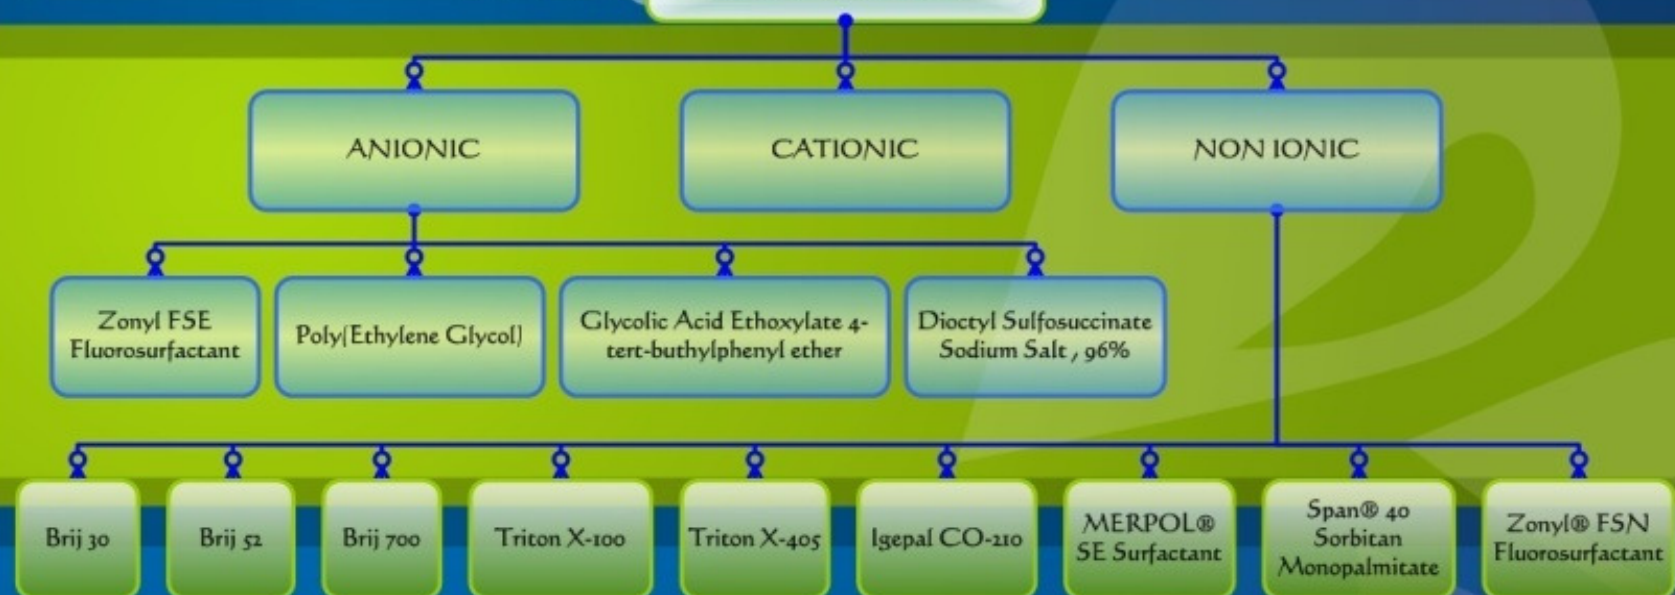 ANIONIC
CATIONIC
NON IONIC
Zonyl FSE
Fluorosurfactant
Poly(Ethylene Glycol)
Glycolic Acid Ethoxylate 4-
tert-buthylphenyl ether
Dioctyl Sulfosuccinate
Sodium Salt , 96%
Brij 30
Brij 52
Brij 700
Triton X-100
Triton X-405
Igepal CO-210
MERPOL®
SE Surfactant
Span® 40
Sorbitan
Monopalmitate
Zonyl® FSN
Fluorosurfactant